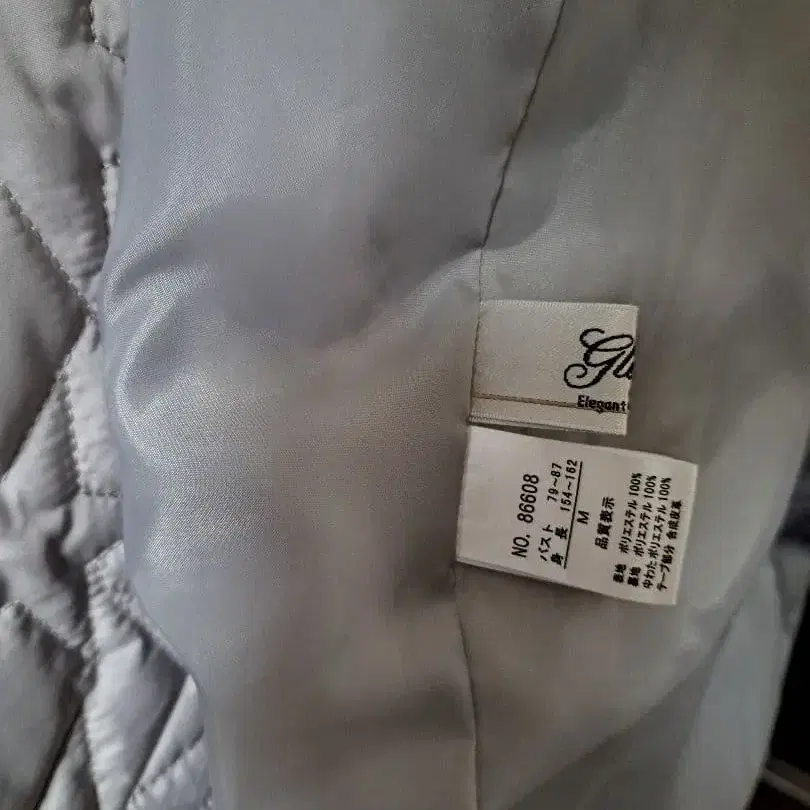 Gl
Elegant
NO. 86608
バスト 79~87
身長 154~162
M
品質表示
表地 ポリエステル 100%
裏地 ポリエステル 100%
中わた ポリエステル 100%
テープ部分 合成皮革